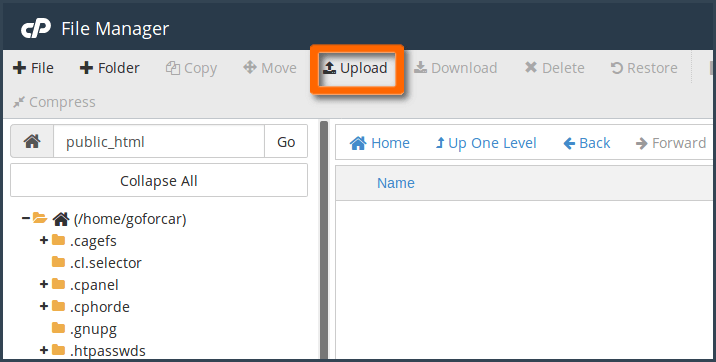 cP File Manager
File Folder Copy Move Upload Download Delete Restore
Compress
public_html Go
Home Up One Level Back Forward
Collapse All
Name
(/home/goforcar)
.cagefs
.cl.selector
.cpanel
.cphorde
.gnupg
.htpasswds